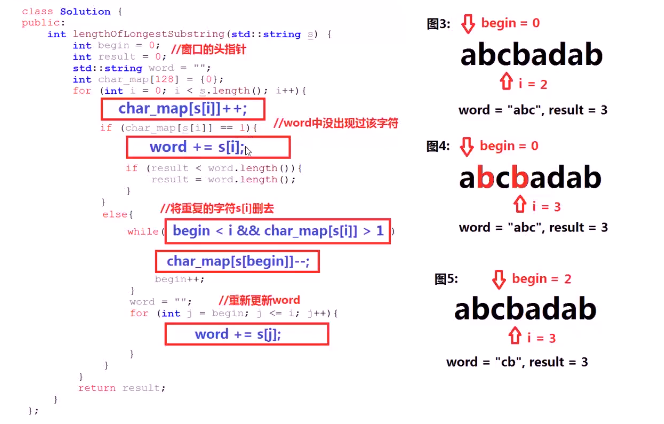 class Solution {
public:
int lengthOfLongestSubstring(std::string s) {
int begin = 0; //窗口的头指针
int result = 0;
std::string word = "";
int char_map[128] = {0};
for (int i = 0; i < s.length(); i++){
char_map[s[i]]++;
if (char_map[s[i]] == 1){ //word中没出现过该字符
word += s[i];
if (result < word.length()){
result = word.length();
}
}
else{ //将重复的字符s[i]删去
while( begin < i && char_map[s[i]] > 1 )
char_map[s[begin]]--;
begin++;
}
word = ""; //重新更新word
for (int j = begin; j <= i; j++){
word += s[j];
}
}
}
return result;
}
};
图3: begin = 0
abcbadab
i = 2
word = "abc", result = 3
图4: begin = 0
abcbadab
i = 3
word = "abc", result = 3
图5: begin = 2
abcbadab
i = 3
word = "cb", result = 3